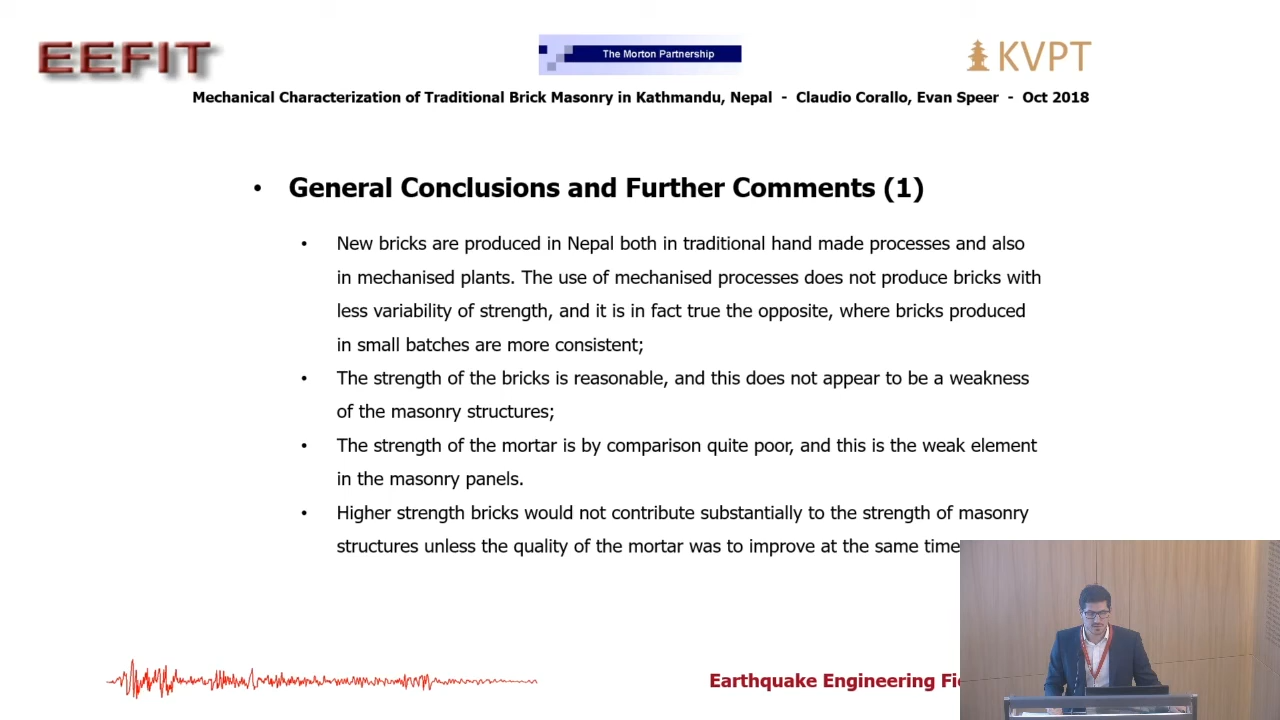 EEFIT
The Morton Partnership
KVPT
Mechanical Characterization of Traditional Brick Masonry in Kathmandu, Nepal - Claudio Corallo, Evan Speer - Oct 2018
• General Conclusions and Further Comments (1)
• New bricks are produced in Nepal both in traditional hand made processes and also
in mechanised plants. The use of mechanised processes does not produce bricks with
less variability of strength, and it is in fact true the opposite, where bricks produced
in small batches are more consistent;
• The strength of the bricks is reasonable, and this does not appear to be a weakness
of the masonry structures;
• The strength of the mortar is by comparison quite poor, and this is the weak element
in the masonry panels.
• Higher strength bricks would not contribute substantially to the strength of masonry
structures unless the quality of the mortar was to improve at the same time
Earthquake Engineering